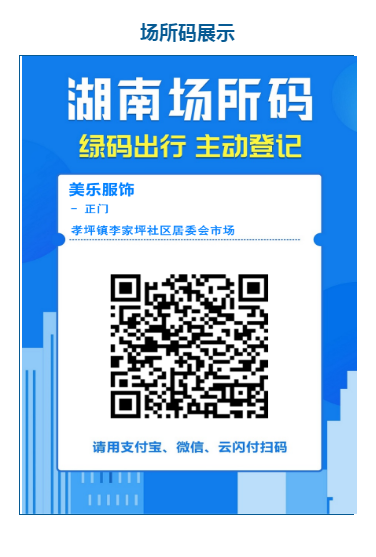 场所码展示
湖南场所码
绿码出行 主动登记
美乐服饰
- 正门
孝坪镇李家坪社区居委会市场
请用支付宝、微信、云闪付扫码